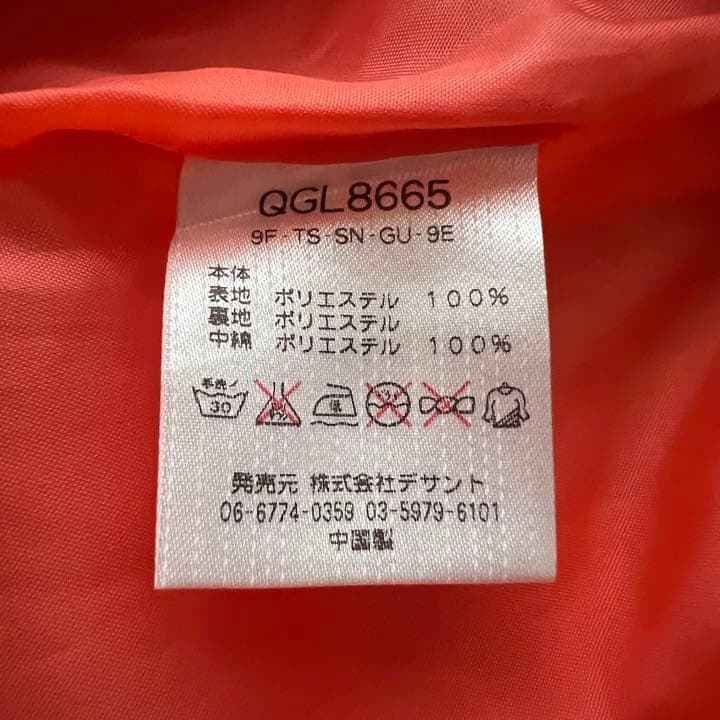 QGL8665
9F-TS-SN-GU-9E
本体
表地 ポリエステル 100%
裏地 ポリエステル
中綿 ポリエステル 100%
手洗イ
30
低
発売元 株式会社デサント
06-6774-0359 03-5979-6101
中国製